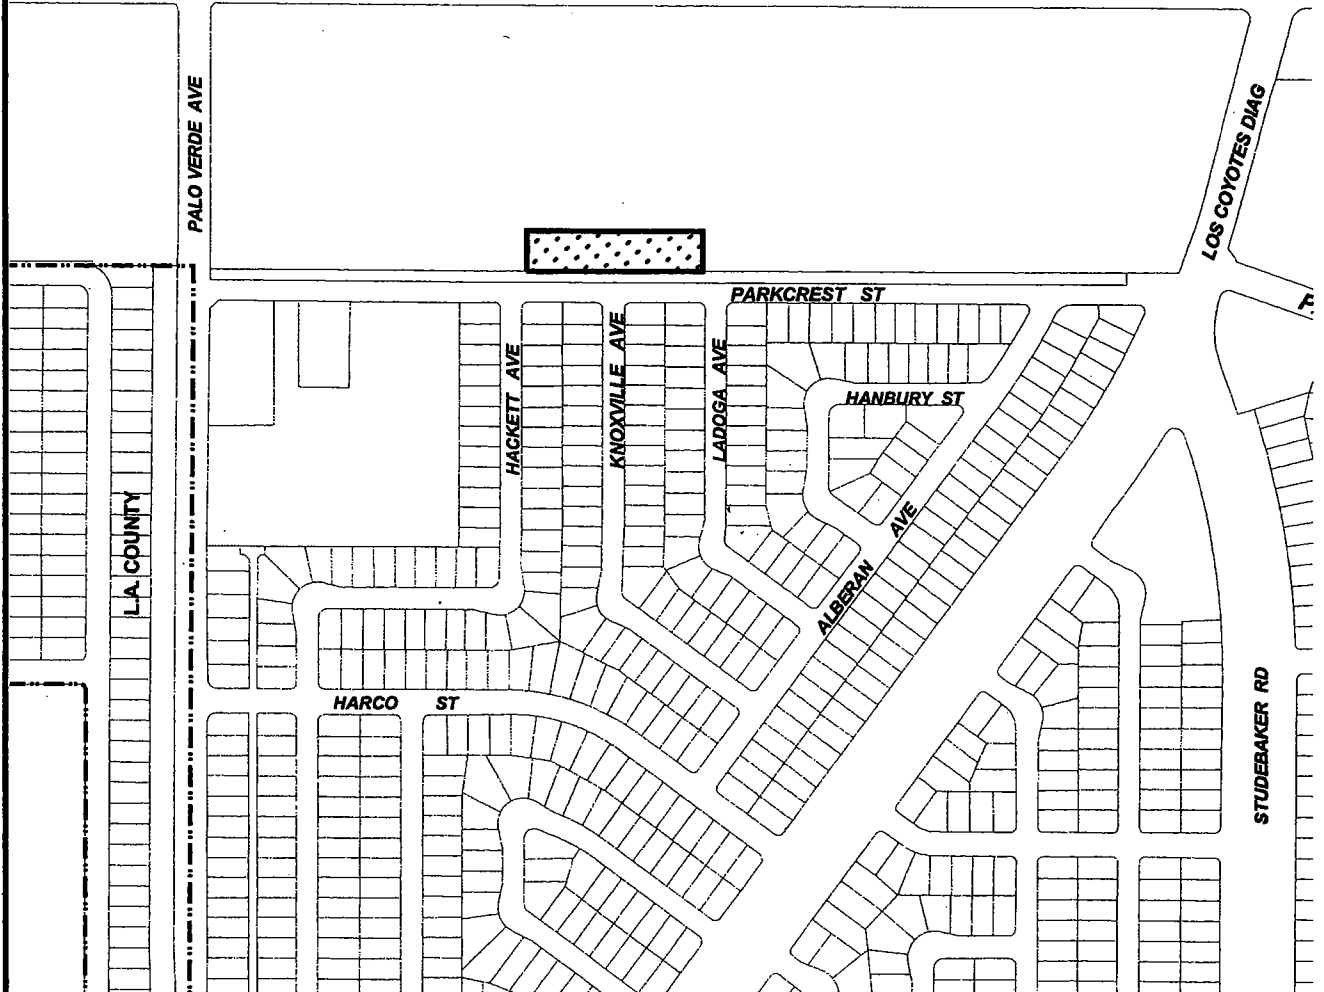 PALO VERDE AVE
LOS COYOTES DIAG
PARKCREST ST
HACKETT AVE
KNOXVILLE AVE
LADOGA AVE
HANBURY ST
ALBERAN AVE
L.A. COUNTY
HARCO ST
STUDEBAKER RD